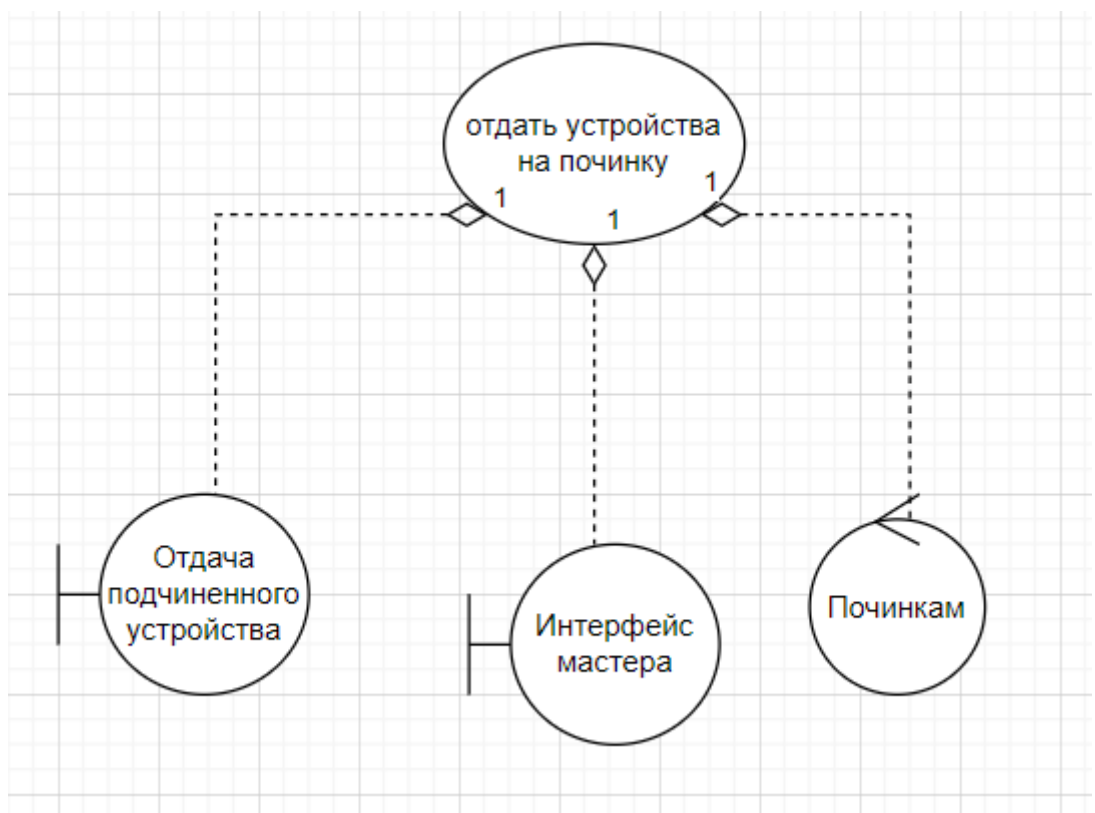 отдать устройства
на починку
1
1
1
Отдача
подчиненного
устройства
Интерфейс
мастера
Починкам